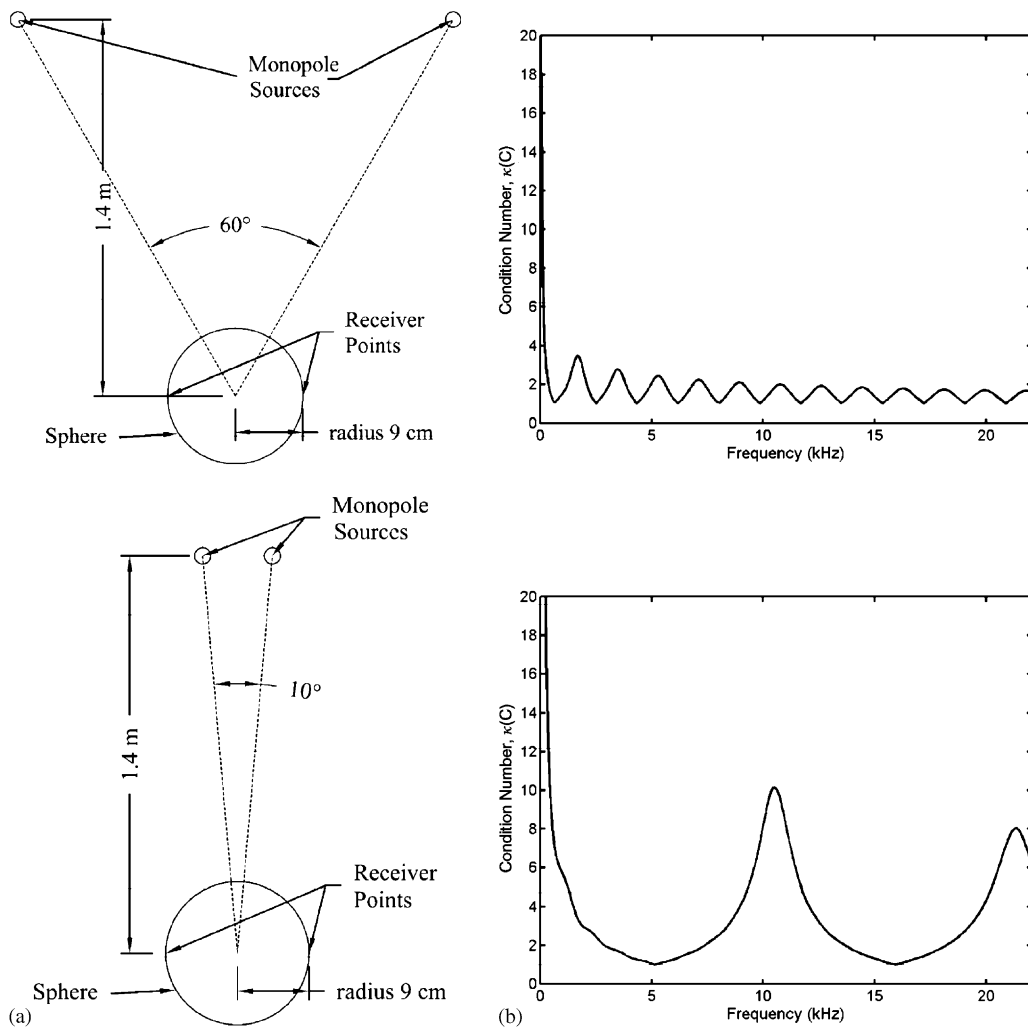 Monopole
Sources
1.4 m
60°
Receiver
Points
Sphere
radius 9 cm
20
18
16
14
12
10
8
6
4
2
0
Condition Number, κ(C)
0 5 10 15 20
Frequency (kHz)
Monopole
Sources
1.4 m
10°
Receiver
Points
Sphere
radius 9 cm
(a)
20
18
16
14
12
10
8
6
4
2
0
Condition Number, κ(C)
0 5 10 15 20
Frequency (kHz)
(b)